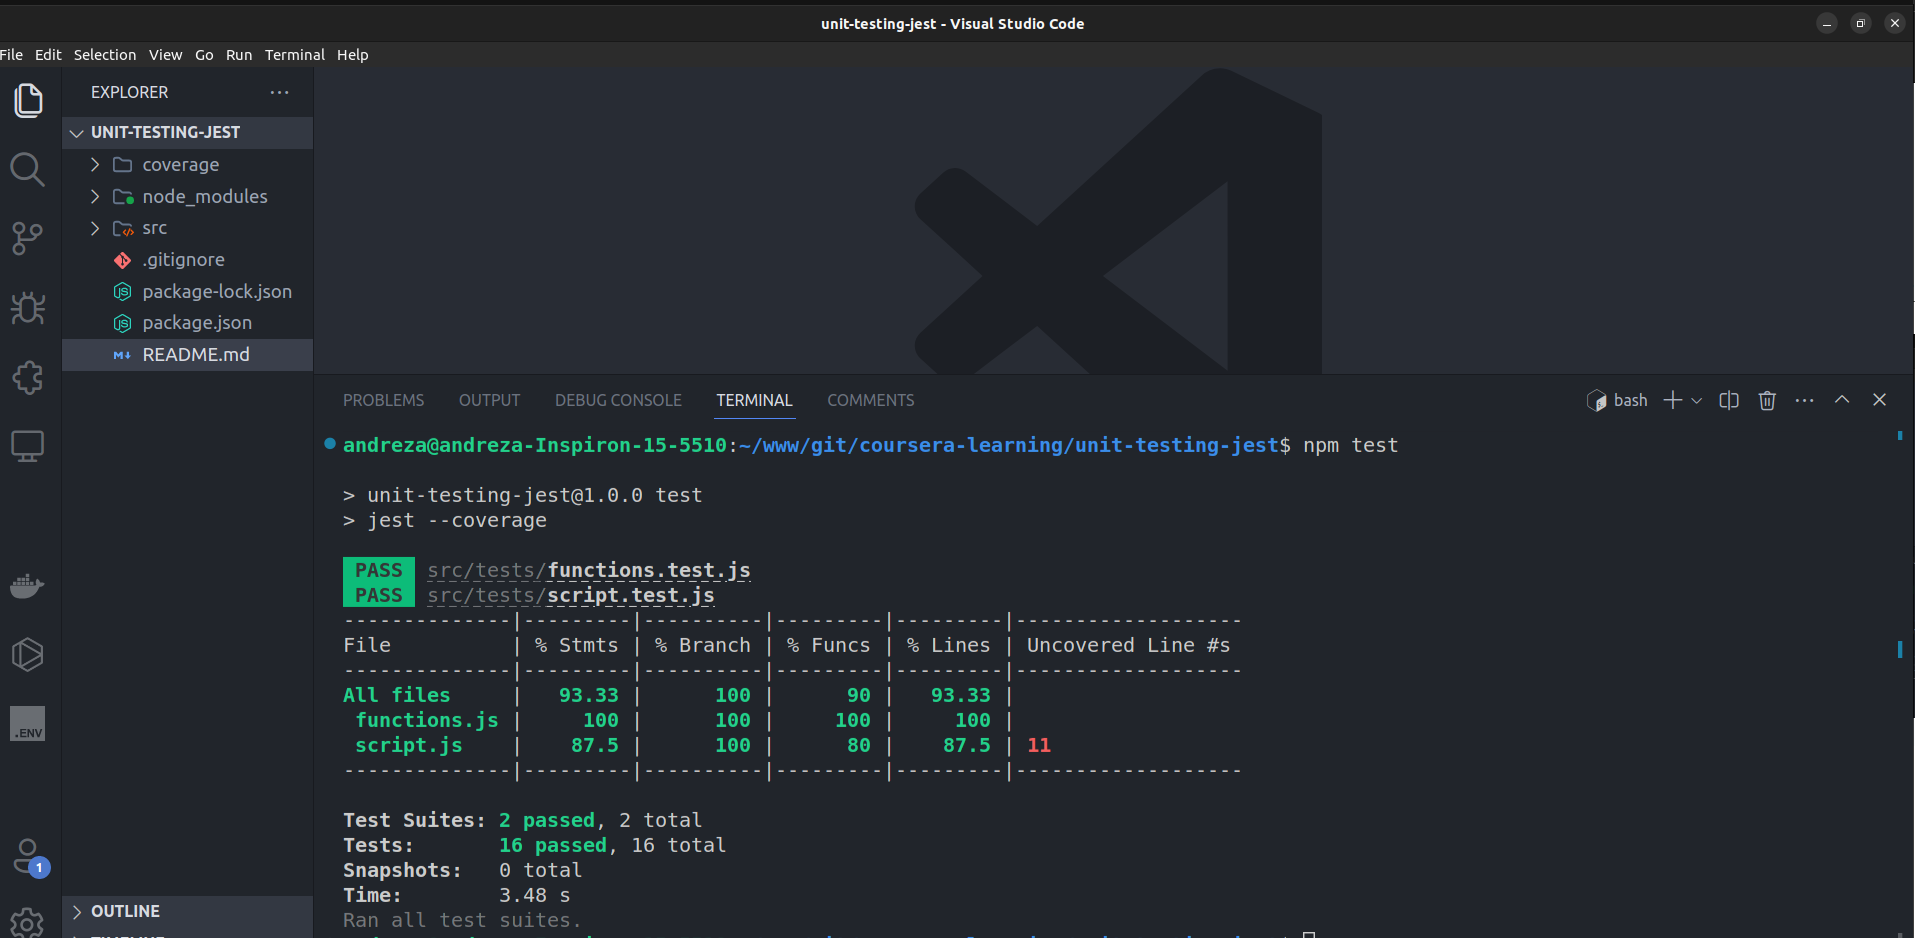 unit-testing-jest - Visual Studio Code
File Edit Selection View Go Run Terminal Help
EXPLORER
UNIT-TESTING-JEST
coverage
node_modules
src
.gitignore
package-lock.json
package.json
README.md
.ENV
1
OUTLINE
TIMELINE
PROBLEMS OUTPUT DEBUG CONSOLE TERMINAL COMMENTS
bash
andreza@andreza-Inspiron-15-5510:~/www/git/coursera-learning/unit-testing-jest$ npm test
> unit-testing-jest@1.0.0 test
> jest --coverage
PASS src/tests/functions.test.js
PASS src/tests/script.test.js
--------------|---------|----------|---------|---------|-------------------
File          | % Stmts | % Branch | % Funcs | % Lines | Uncovered Line #s
--------------|---------|----------|---------|---------|-------------------
All files     |   93.33 |      100 |      90 |   93.33 |
 functions.js |     100 |      100 |     100 |     100 |
 script.js    |    87.5 |      100 |      80 |    87.5 | 11
--------------|---------|----------|---------|---------|-------------------
Test Suites: 2 passed, 2 total
Tests:       16 passed, 16 total
Snapshots:   0 total
Time:        3.48 s
Ran all test suites.